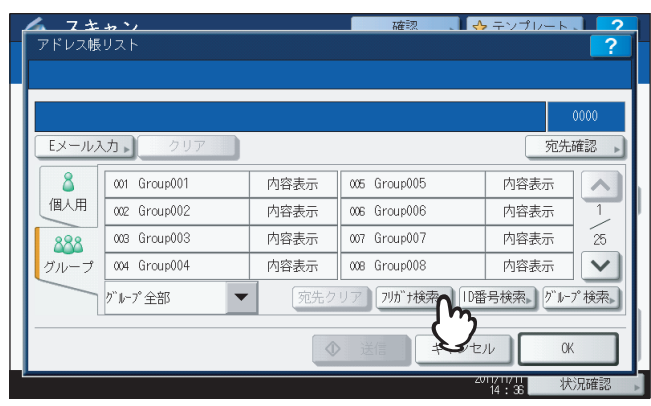 スキャン 確認 テンプレート ?
アドレス帳リスト ?
0000
Eメール入力 クリア 宛先確認
個人用
グループ
001 Group001 内容表示 005 Group005 内容表示
002 Group002 内容表示 006 Group006 内容表示
003 Group003 内容表示 007 Group007 内容表示
004 Group004 内容表示 008 Group008 内容表示
1
25
グループ全部 宛先クリア フリガナ検索 ID番号検索 グループ検索
送信 キャンセル OK
2011/11/11
14:36 状況確認